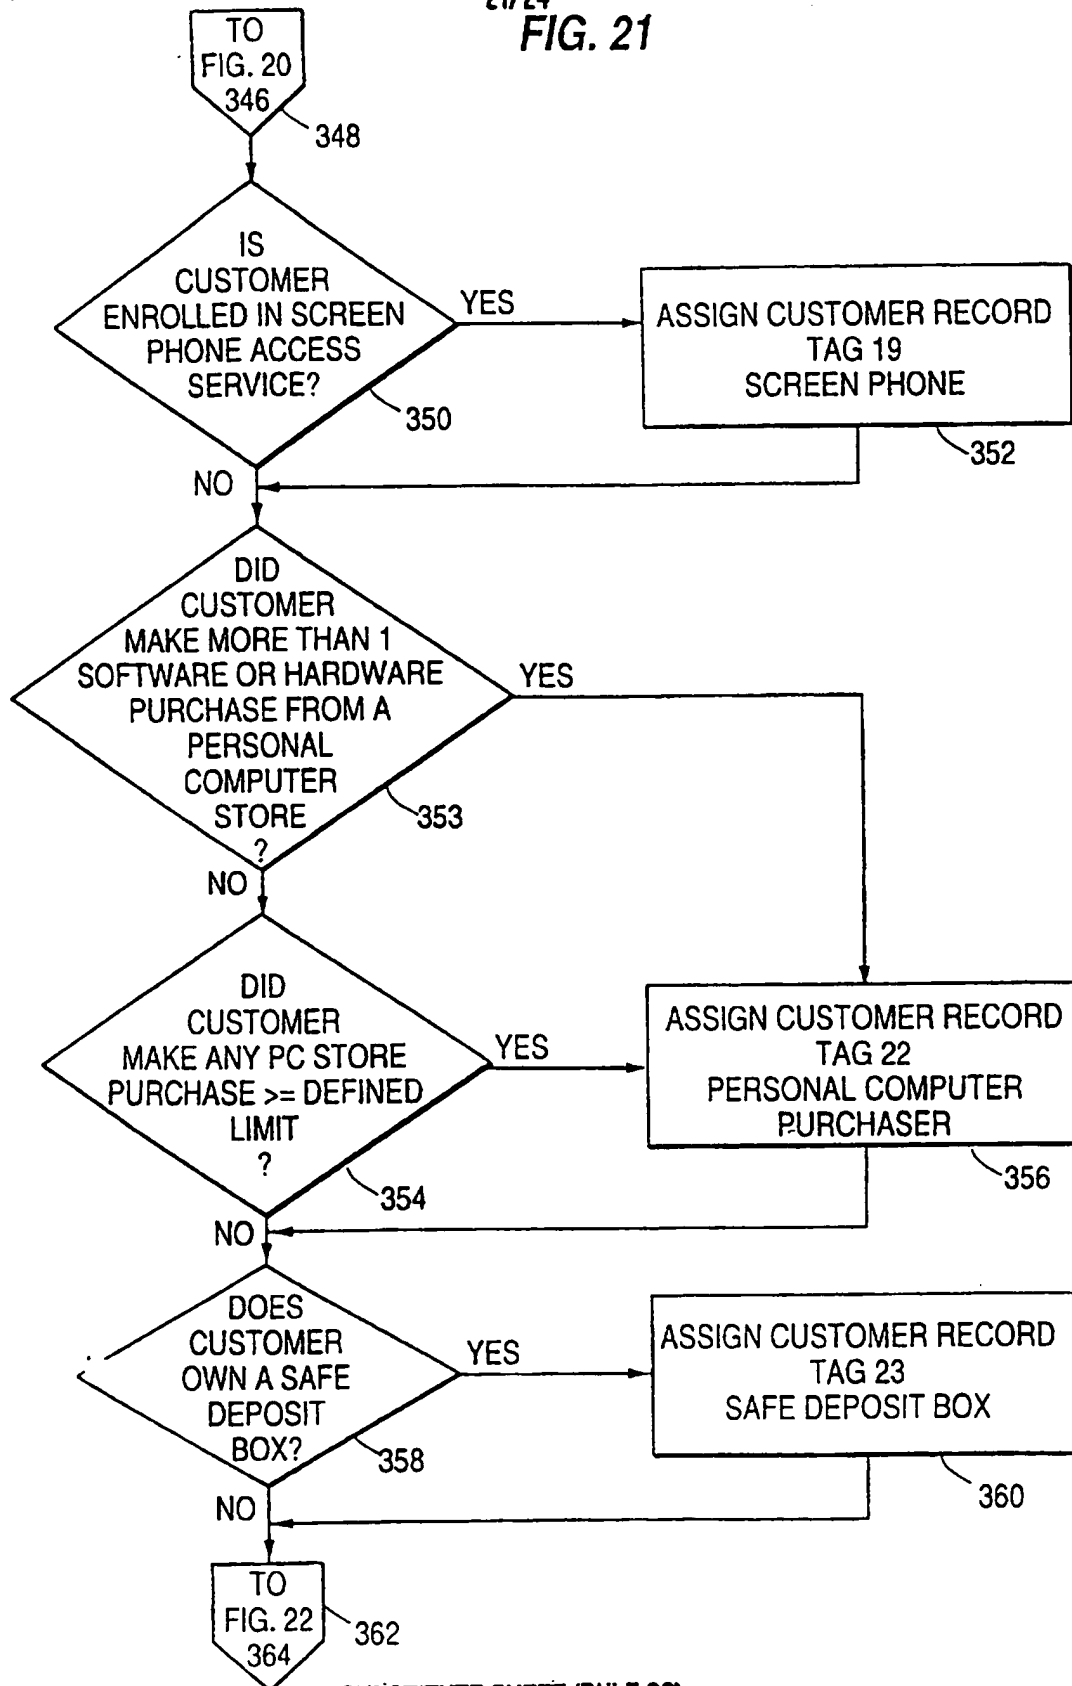 21/24
FIG. 21
TO
FIG. 20
346
348
IS
CUSTOMER
ENROLLED IN SCREEN
PHONE ACCESS
SERVICE?
350
YES
ASSIGN CUSTOMER RECORD
TAG 19
SCREEN PHONE
352
NO
DID
CUSTOMER
MAKE MORE THAN 1
SOFTWARE OR HARDWARE
PURCHASE FROM A
PERSONAL
COMPUTER
STORE
?
353
YES
NO
DID
CUSTOMER
MAKE ANY PC STORE
PURCHASE >= DEFINED
LIMIT
?
354
YES
ASSIGN CUSTOMER RECORD
TAG 22
PERSONAL COMPUTER
PURCHASER
356
NO
DOES
CUSTOMER
OWN A SAFE
DEPOSIT
BOX?
358
YES
ASSIGN CUSTOMER RECORD
TAG 23
SAFE DEPOSIT BOX
360
NO
TO
FIG. 22
364
362